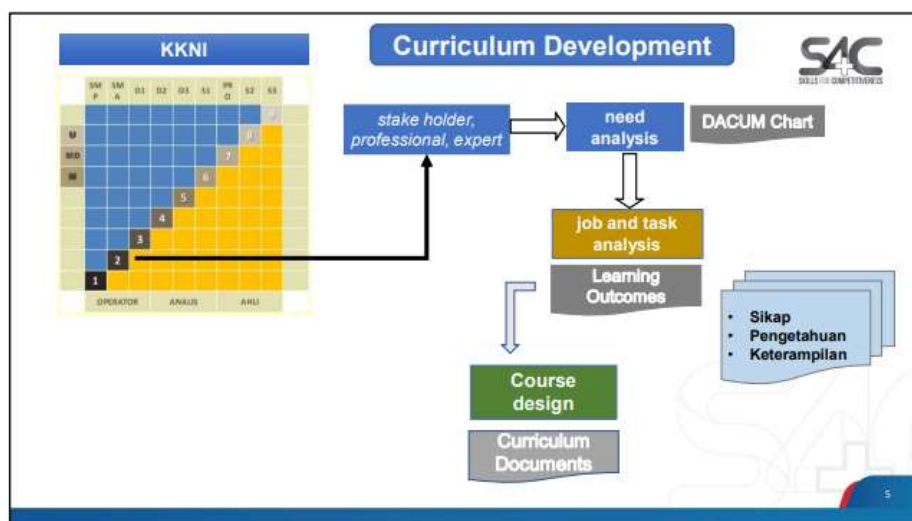 KKNI
Curriculum Development
S4C
SKILLS FOR COMPETITIVENESS
SM
P
SM
A
D1
D2
D3
S1
PR
O
S2
S3
U
MD
M
9
8
7
6
5
4
3
2
1
OPERATOR
ANALIS
AHLI
stake holder,
professional, expert
need
analysis
DACUM Chart
job and task
analysis
Learning
Outcomes
• Sikap
• Pengetahuan
• Keterampilan
Course
design
Curriculum
Documents
5